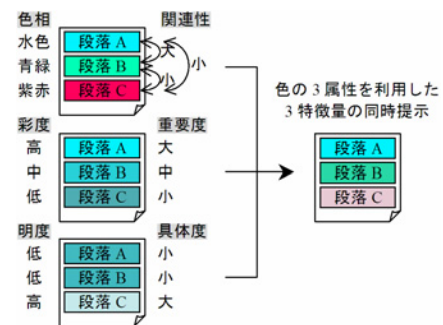 色相 関連性
水色 段落 A
大
青緑 段落 B 小
小
紫赤 段落 C
彩度 重要度
高 段落 A 大
中 段落 B 中
低 段落 C 小
明度 具体度
低 段落 A 小
低 段落 B 小
高 段落 C 大
色の 3 属性を利用した
3 特徴量の同時提示
段落 A
段落 B
段落 C